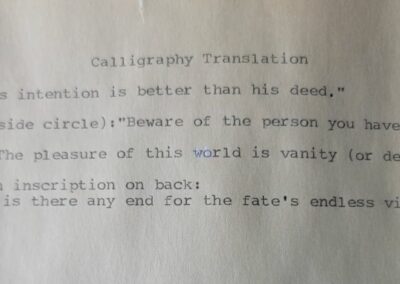 Calligraphy Translation
s intention is better than his deed."
side circle):"Beware of the person you have
The pleasure of this world is vanity (or de
inscription on back:
is there any end for the fate's endless vi